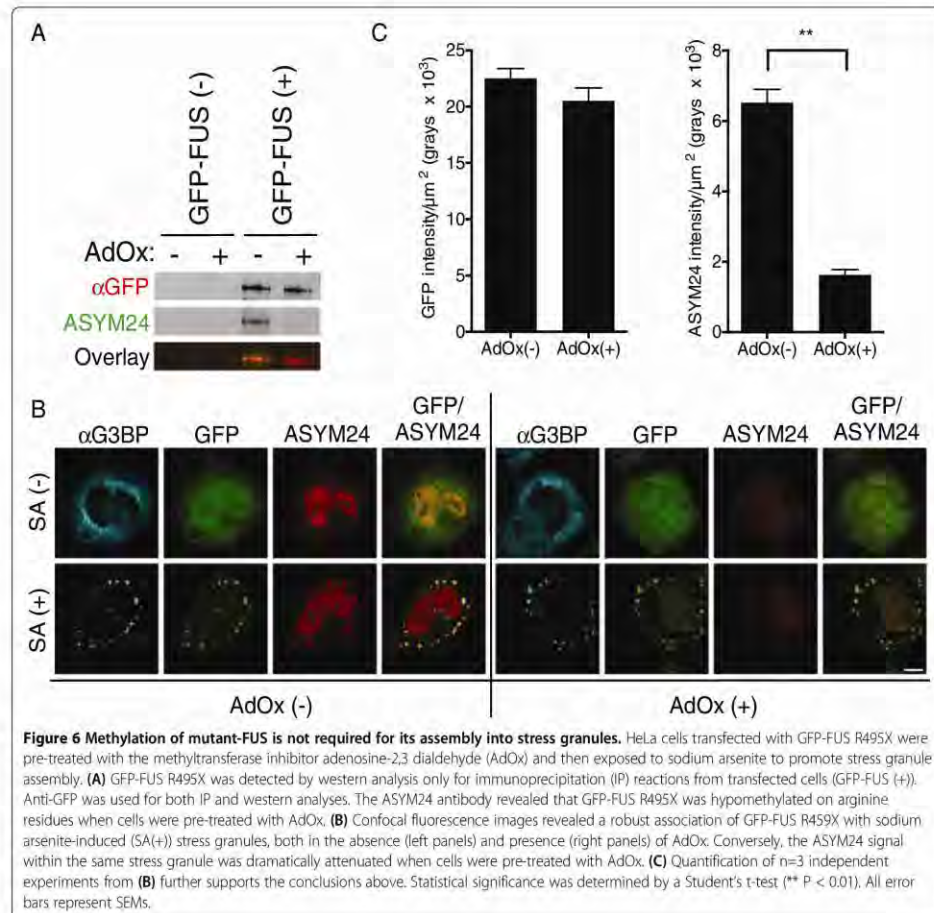 A
GFP-FUS (-)
GFP-FUS (+)
AdOx: - + - +
αGFP
ASYM24
Overlay
C
GFP intensity/µm² (grays x 10³)
25
20
15
10
5
0
AdOx(-) AdOx(+)
ASYM24 intensity/µm² (grays x 10³)
**
8
6
4
2
0
AdOx(-) AdOx(+)
B
αG3BP GFP ASYM24 GFP/
ASYM24
αG3BP GFP ASYM24 GFP/
ASYM24
SA (-)
SA (+)
AdOx (-) AdOx (+)
Figure 6 Methylation of mutant-FUS is not required for its assembly into stress granules. HeLa cells transfected with GFP-FUS R495X were
pre-treated with the methyltransferase inhibitor adenosine-2,3 dialdehyde (AdOx) and then exposed to sodium arsenite to promote stress granule
assembly. (A) GFP-FUS R495X was detected by western analysis only for immunoprecipitation (IP) reactions from transfected cells (GFP-FUS (+)).
Anti-GFP was used for both IP and western analyses. The ASYM24 antibody revealed that GFP-FUS R495X was hypomethylated on arginine
residues when cells were pre-treated with AdOx. (B) Confocal fluorescence images revealed a robust association of GFP-FUS R459X with sodium
arsenite-induced (SA(+)) stress granules, both in the absence (left panels) and presence (right panels) of AdOx. Conversely, the ASYM24 signal
within the same stress granule was dramatically attenuated when cells were pre-treated with AdOx. (C) Quantification of n=3 independent
experiments from (B) further supports the conclusions above. Statistical significance was determined by a Student's t-test (** P < 0.01). All error
bars represent SEMs.